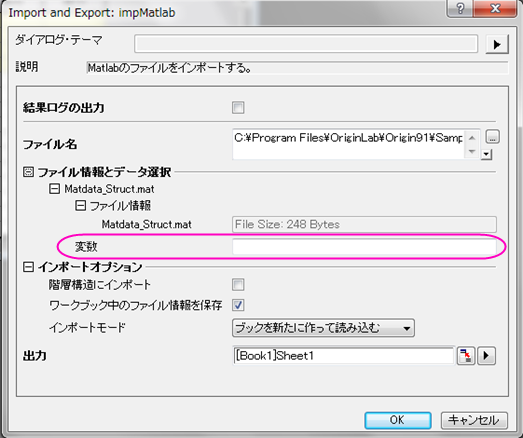 Import and Export: impMatlab
ダイアログ・テーマ
説明 Matlabのファイルをインポートする。
結果ログの出力
ファイル名 C:¥Program Files¥OriginLab¥Origin91¥Samp
ファイル情報とデータ選択
Matdata_Struct.mat
ファイル情報
Matdata_Struct.mat File Size: 248 Bytes
変数
インポートオプション
階層構造にインポート
ワークブック中のファイル情報を保存
インポートモード ブックを新たに作って読み込む
出力 [Book1]Sheet1
OK キャンセル